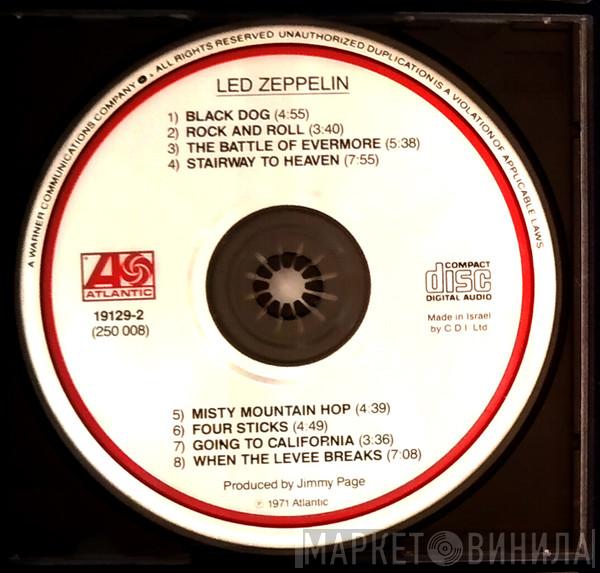 A WARNER COMMUNICATIONS COMPANY ● ALL RIGHTS RESERVED UNAUTHORIZED DUPLICATION IS A VIOLATION OF APPLICABLE LAWS
LED ZEPPELIN
1) BLACK DOG (4:55)
2) ROCK AND ROLL (3:40)
3) THE BATTLE OF EVERMORE (5:38)
4) STAIRWAY TO HEAVEN (7:55)
ATLANTIC
19129-2
(250 008)
COMPACT
disc
DIGITAL AUDIO
Made in Israel
by C D I Ltd
5) MISTY MOUNTAIN HOP (4:39)
6) FOUR STICKS (4:49)
7) GOING TO CALIFORNIA (3:36)
8) WHEN THE LEVEE BREAKS (7:08)
Produced by Jimmy Page
℗ 1971 Atlantic
МАРКЕТ ВИНИЛА